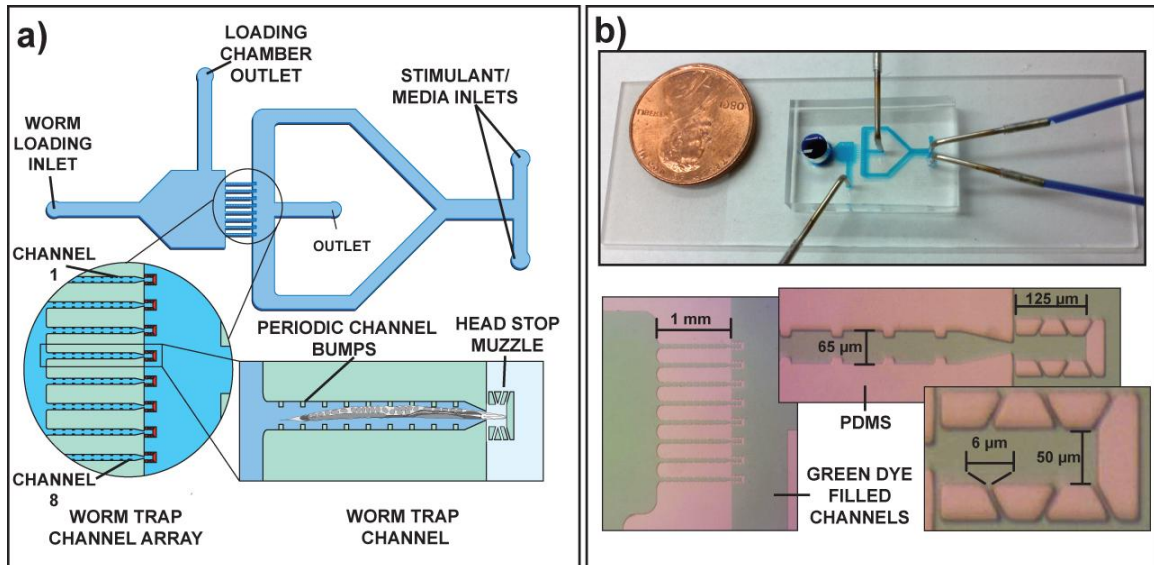 a)
LOADING
CHAMBER
OUTLET
STIMULANT/
MEDIA INLETS
WORM
LOADING
INLET
OUTLET
CHANNEL
1
PERIODIC CHANNEL
BUMPS
HEAD STOP
MUZZLE
CHANNEL
8
WORM TRAP
CHANNEL ARRAY
WORM TRAP
CHANNEL
b)
1 mm
125 µm
65 µm
PDMS
6 µm
50 µm
GREEN DYE
FILLED
CHANNELS